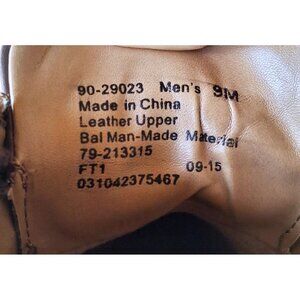 90-29023 Men's 9M
Made in China
Leather Upper
Bal Man-Made Material
79-213315
FT1 09-15
031042375467